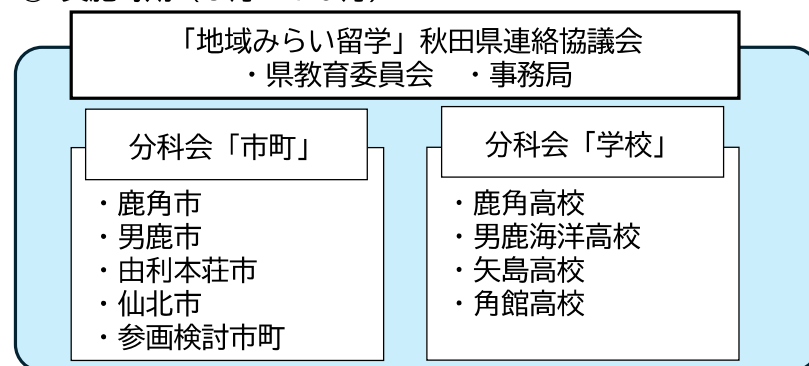 「地域みらい留学」秋田県連絡協議会
・県教育委員会　・事務局
分科会「市町」
・鹿角市
・男鹿市
・由利本荘市
・仙北市
・参画検討市町
分科会「学校」
・鹿角高校
・男鹿海洋高校
・矢島高校
・角館高校